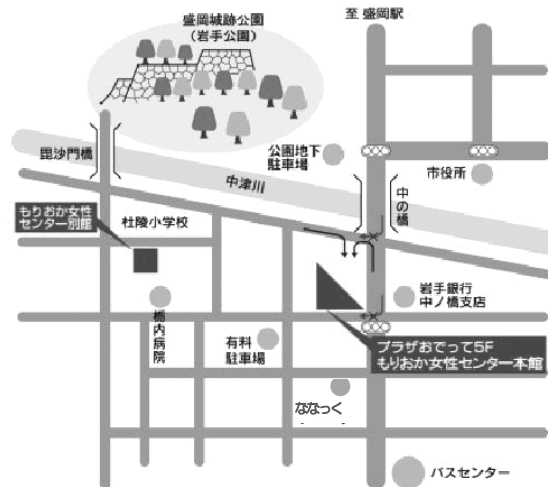 盛岡城跡公園
（岩手公園）
至 盛岡駅
毘沙門橋
公園地下
駐車場
中津川
中の橋
市役所
もりおか女性
センター別館
杜陵小学校
岩手銀行
中ノ橋支店
栃内病院
有料
駐車場
プラザおでって5F
もりおか女性センター本館
ななっく
バスセンター